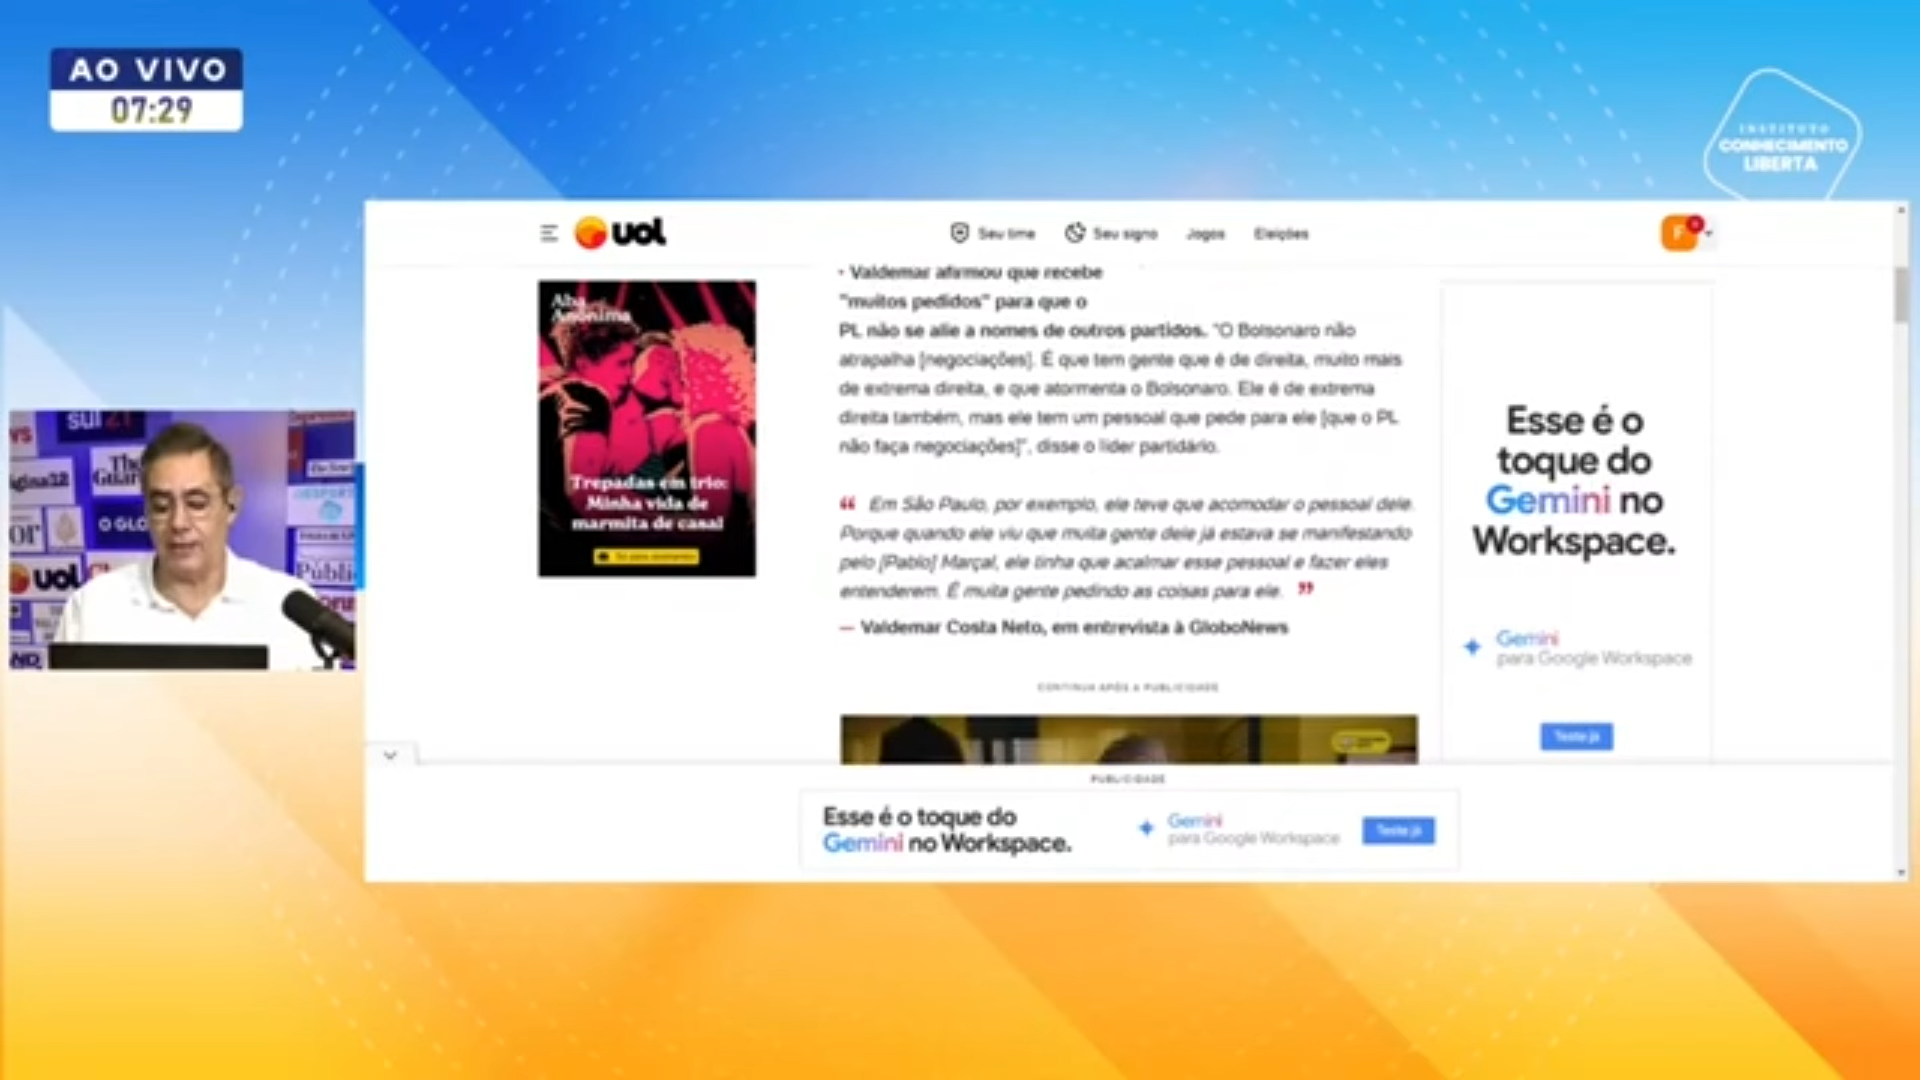 AO VIVO
07:29
INSTITUTO
CONHECIMENTO
LIBERTA
uol
Seu time
Seu signo
Jogos
Eleições
F
Aba
Anônima
Trepadas em trio:
Minha vida de
marmita de casal
• Valdemar afirmou que recebe
"muitos pedidos" para que o
PL não se alie a nomes de outros partidos. "O Bolsonaro não
atrapalha [negociações]. É que tem gente que é de direita, muito mais
de extrema direita, e que atormenta o Bolsonaro. Ele é de extrema
direita também, mas ele tem um pessoal que pede para ele [que o PL
não faça negociações]", disse o líder partidário.
“ Em São Paulo, por exemplo, ele teve que acomodar o pessoal dele.
Porque quando ele viu que muita gente dele já estava se manifestando
pelo [Pablo] Marçal, ele tinha que acalmar esse pessoal e fazer eles
entenderem. É muita gente pedindo as coisas para ele. ”
— Valdemar Costa Neto, em entrevista à GloboNews
CONTINUA APÓS A PUBLICIDADE
Esse é o
toque do
Gemini no
Workspace.
Gemini
para Google Workspace
Teste já
PUBLICIDADE
Esse é o toque do
Gemini no Workspace.
Gemini
para Google Workspace
Teste já
sul21
The
Guar
O GLO
uol
Públi